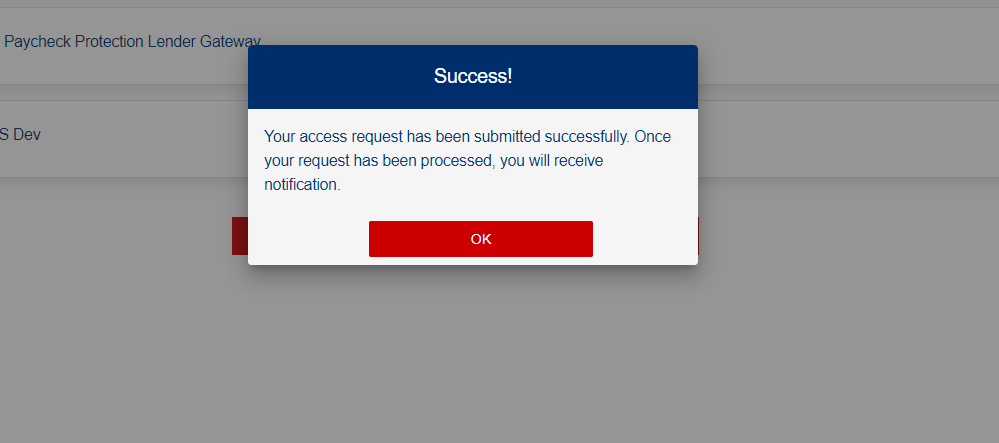 Paycheck Protection Lender Gateway
Success!
S Dev
Your access request has been submitted successfully. Once
your request has been processed, you will receive
notification.
OK